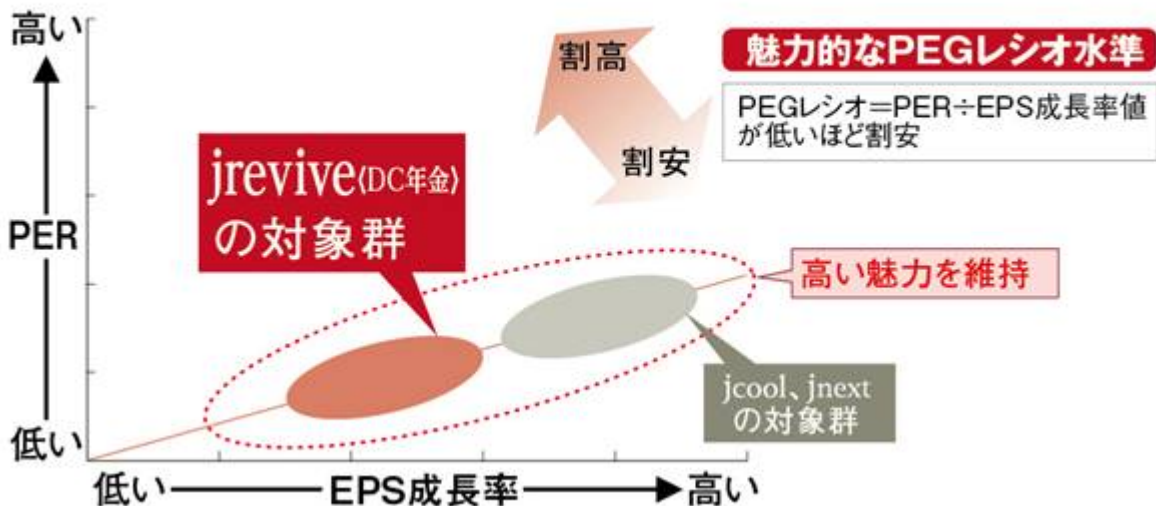 高い
PER
低い
低い
EPS成長率
高い
割高
割安
魅力的なPEGレシオ水準
PEGレシオ=PER÷EPS成長率値
が低いほど割安
jrevive〈DC年金〉
の対象群
高い魅力を維持
jcool、jnext
の対象群